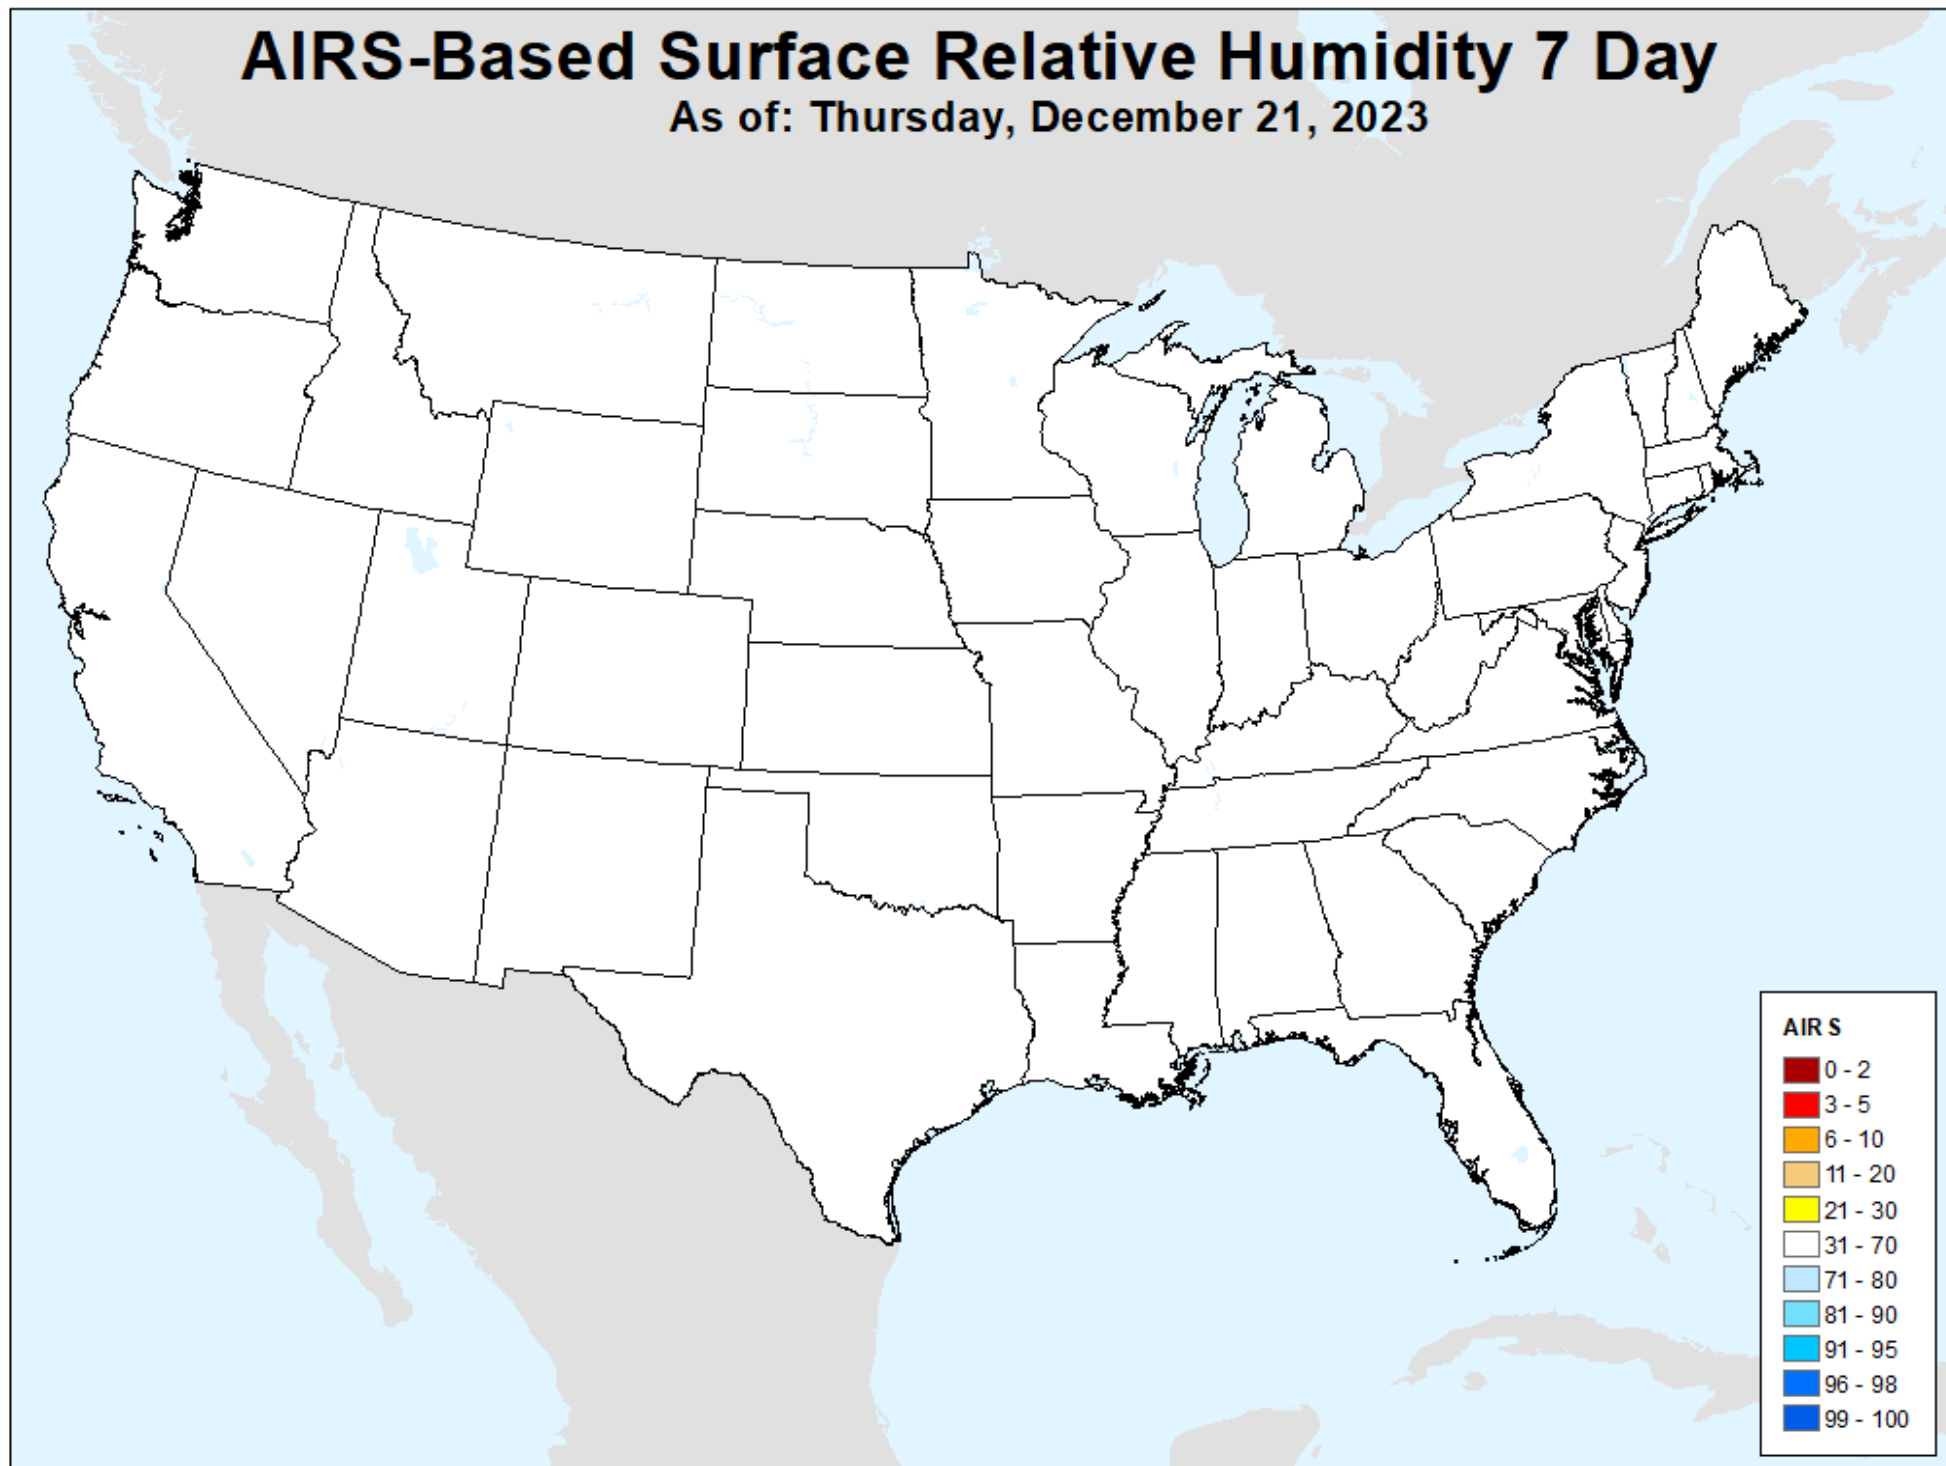 AIRS-Based Surface Relative Humidity 7 Day
As of: Thursday, December 21, 2023
AIRS
0 - 2
3 - 5
6 - 10
11 - 20
21 - 30
31 - 70
71 - 80
81 - 90
91 - 95
96 - 98
99 - 100